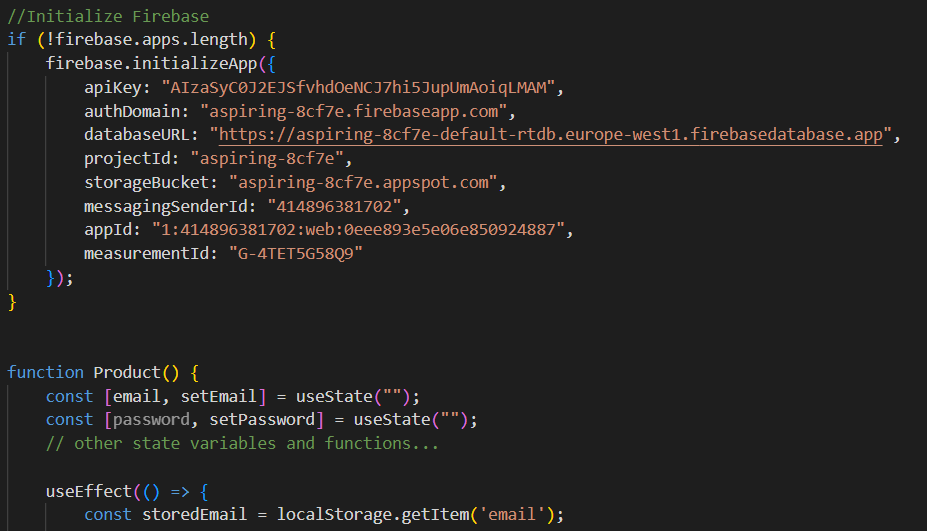 //Initialize Firebase
if (!firebase.apps.length) {
firebase.initializeApp({
apiKey: "AIzaSyC0J2EJSfvhdOeNCJ7hi5JupUmAoiqLMAM",
authDomain: "aspiring-8cf7e.firebaseapp.com",
databaseURL: "https://aspiring-8cf7e-default-rtdb.europe-west1.firebasedatabase.app",
projectId: "aspiring-8cf7e",
storageBucket: "aspiring-8cf7e.appspot.com",
messagingSenderId: "414896381702",
appId: "1:414896381702:web:0eee893e5e06e850924887",
measurementId: "G-4TET5G58Q9"
});
}
function Product() {
const [email, setEmail] = useState("");
const [password, setPassword] = useState("");
// other state variables and functions...
useEffect(() => {
const storedEmail = localStorage.getItem('email');